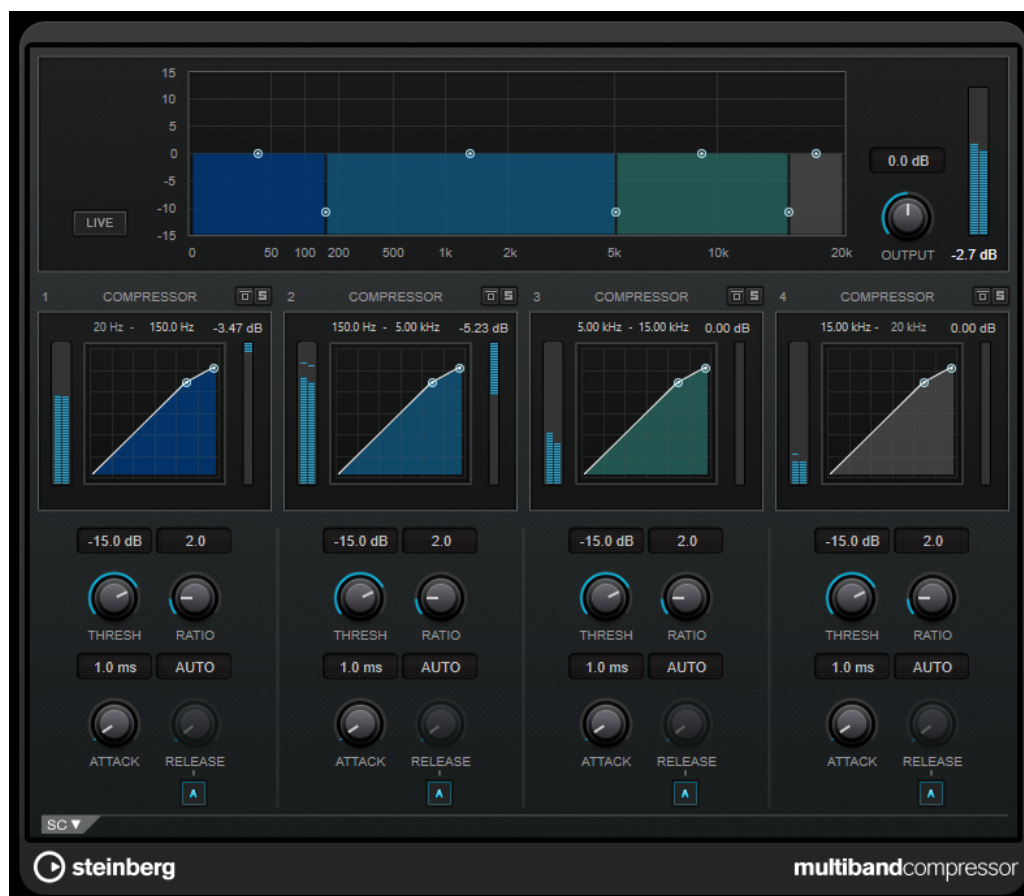 15
10
5
0
-5
-10
-15
0 50 100 200 500 1k 2k 5k 10k 20k
LIVE
0.0 dB
OUTPUT -2.7 dB
1 COMPRESSOR S 2 COMPRESSOR S 3 COMPRESSOR S 4 COMPRESSOR S
20 Hz - 150.0 Hz -3.47 dB 150.0 Hz - 5.00 kHz -5.23 dB 5.00 kHz - 15.00 kHz 0.00 dB 15.00 kHz - 20 kHz 0.00 dB
-15.0 dB 2.0 -15.0 dB 2.0 -15.0 dB 2.0 -15.0 dB 2.0
THRESH RATIO THRESH RATIO THRESH RATIO THRESH RATIO
1.0 ms AUTO 1.0 ms AUTO 1.0 ms AUTO 1.0 ms AUTO
ATTACK RELEASE ATTACK RELEASE ATTACK RELEASE ATTACK RELEASE
A A A A
SC ▼
steinberg multibandcompressor